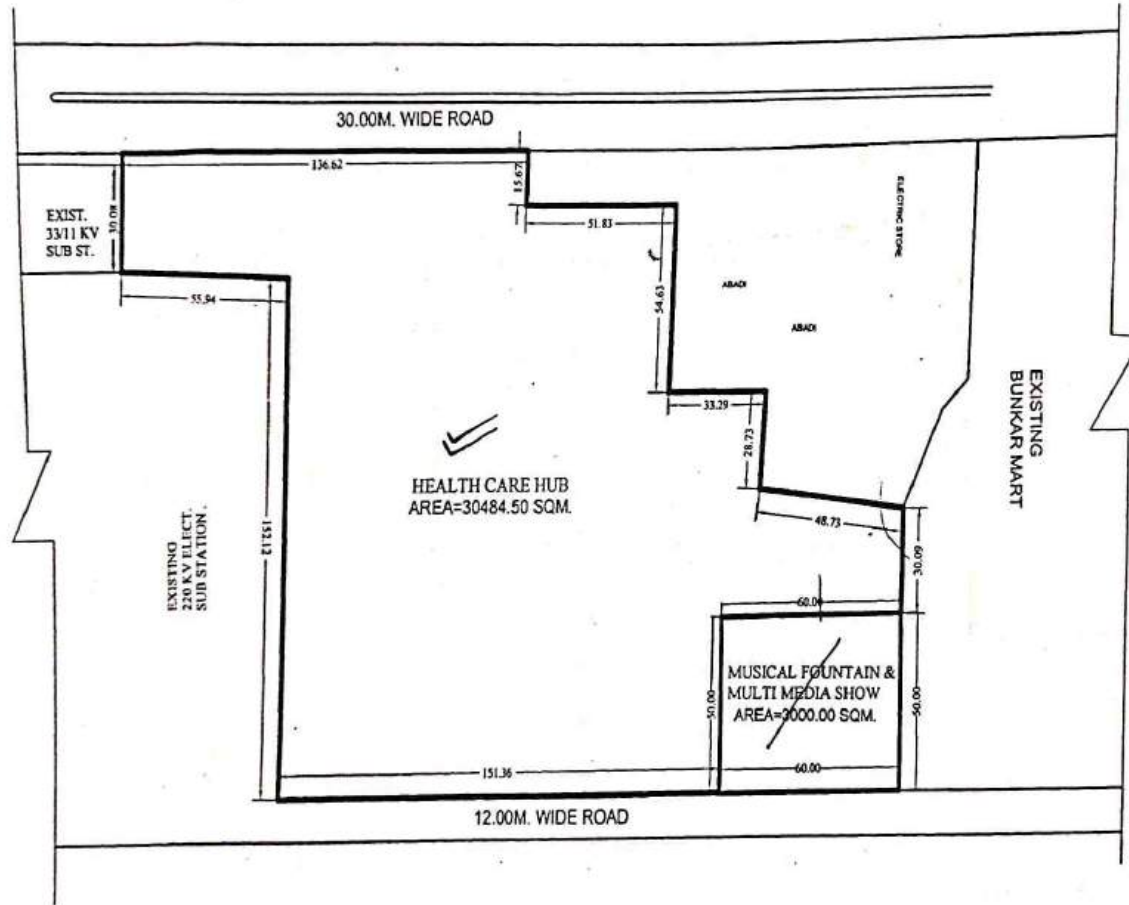 30.00M. WIDE ROAD
136.62
15.67
EXIST.
33/11 KV
SUB ST.
30.08
51.83
ELECTRIC STORE
55.94
54.63
ABADI
ABADI
EXISTING
BUNKAR MART
33.29
28.73
HEALTH CARE HUB
AREA=30484.50 SQM.
48.73
152.12
EXISTING
220 KV ELECT.
SUB STATION.
30.09
60.00
MUSICAL FOUNTAIN &
MULTI MEDIA SHOW
AREA=3000.00 SQM.
50.00
50.00
151.36
60.00
12.00M. WIDE ROAD